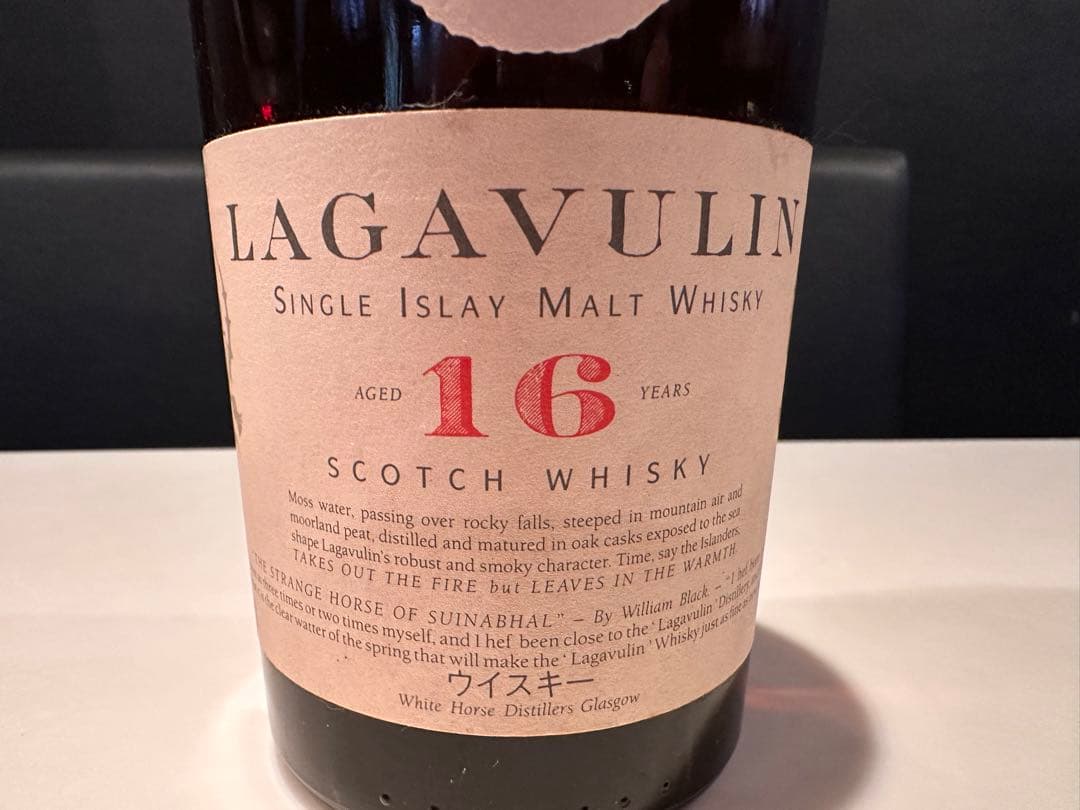 LAGAVULIN
SINGLE ISLAY MALT WHISKY
AGED 16 YEARS
SCOTCH WHISKY
Moss water, passing over rocky falls, steeped in mountain air and
moorland peat, distilled and matured in oak casks exposed to the sea
shape Lagavulin's robust and smoky character. Time, say the Islanders,
TAKES OUT THE FIRE but LEAVES IN THE WARMTH.
"THE STRANGE HORSE OF SUINABHAL" – By William Black. – "I hef
three times or two times myself, and I hef been close to the 'Lagavulin' Distillery
is the clear watter of the spring that will make the 'Lagavulin' Whisky just as fine as
ウイスキー
White Horse Distillers Glasgow